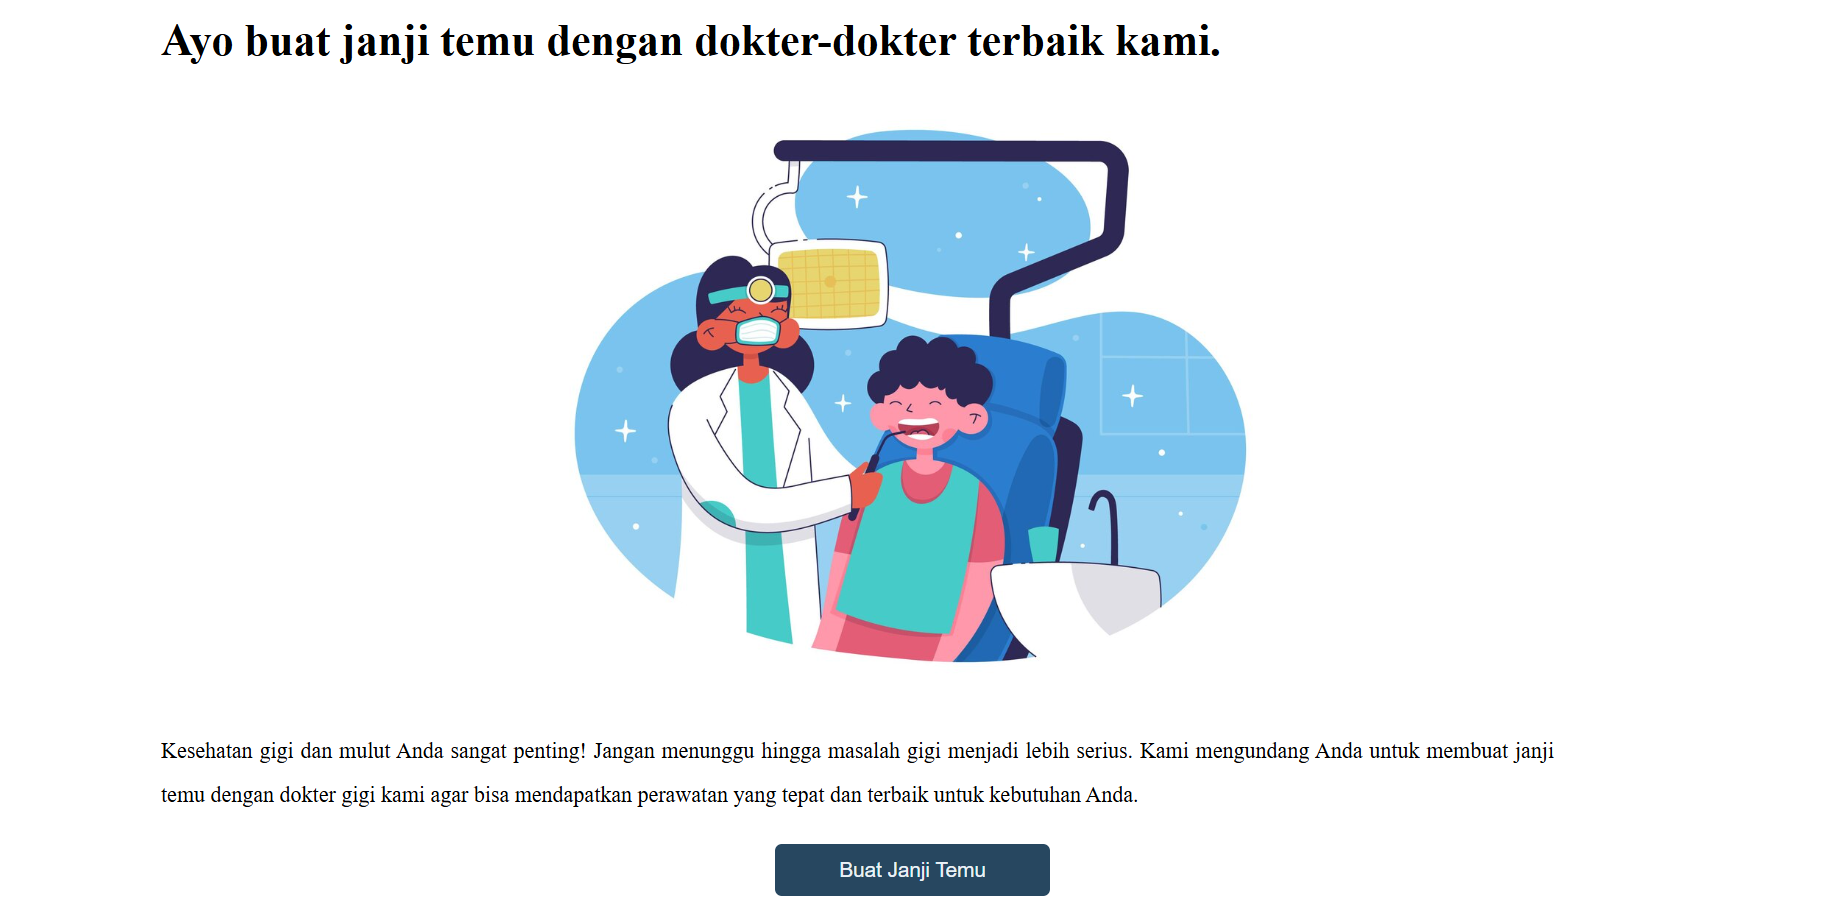 Ayo buat janji temu dengan dokter-dokter terbaik kami.
Kesehatan gigi dan mulut Anda sangat penting! Jangan menunggu hingga masalah gigi menjadi lebih serius. Kami mengundang Anda untuk membuat janji
temu dengan dokter gigi kami agar bisa mendapatkan perawatan yang tepat dan terbaik untuk kebutuhan Anda.
Buat Janji Temu